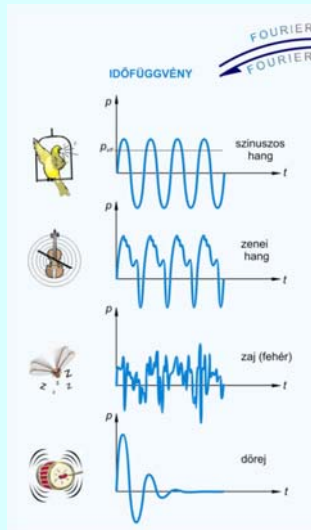 FOURIER
FOURIER
IDŐFÜGGVÉNY
p
p
szinuszos
hang
t
p
zenei
hang
t
p
zaj (fehér)
z z z z
t
p
dörej
t